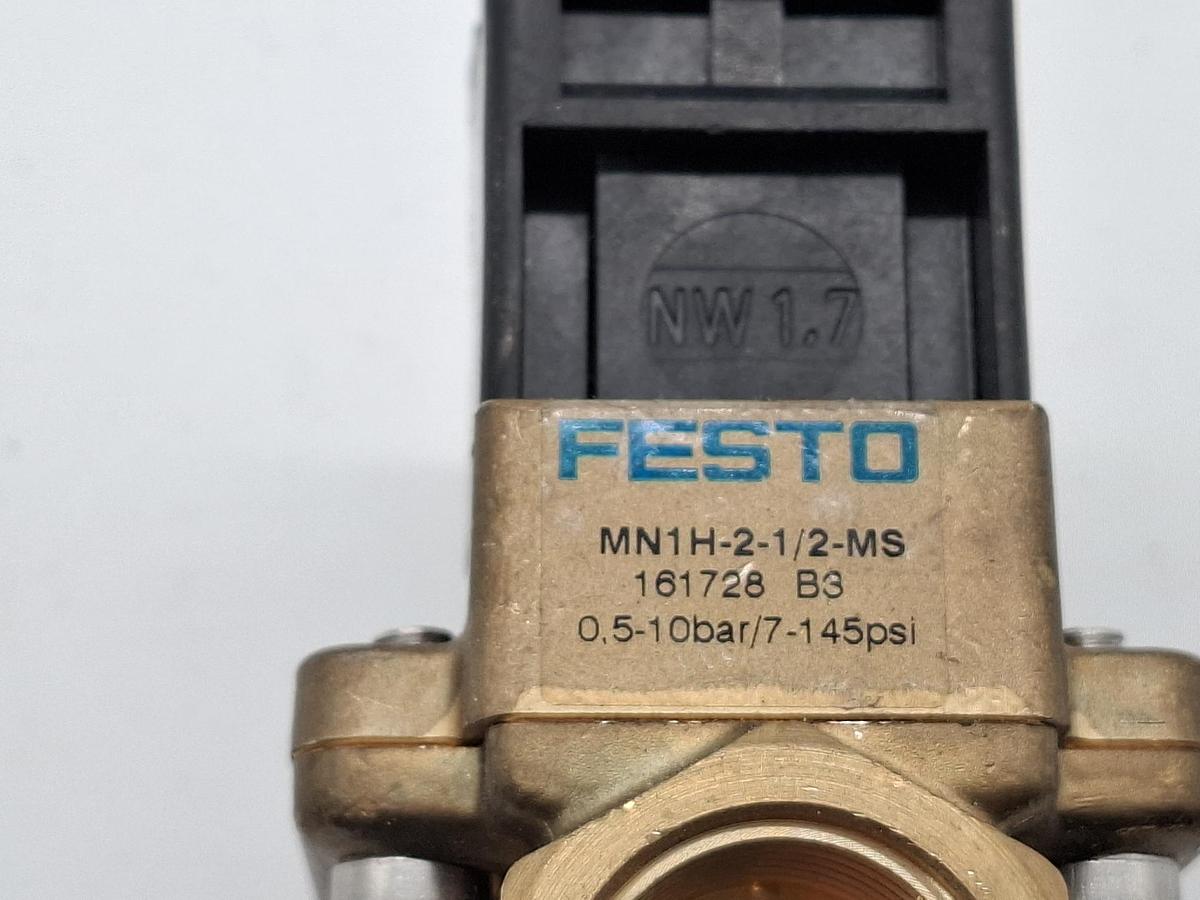 NW 1.7
FESTO
MN1H-2-1/2-MS
161728 B3
0,5-10bar/7-145psi